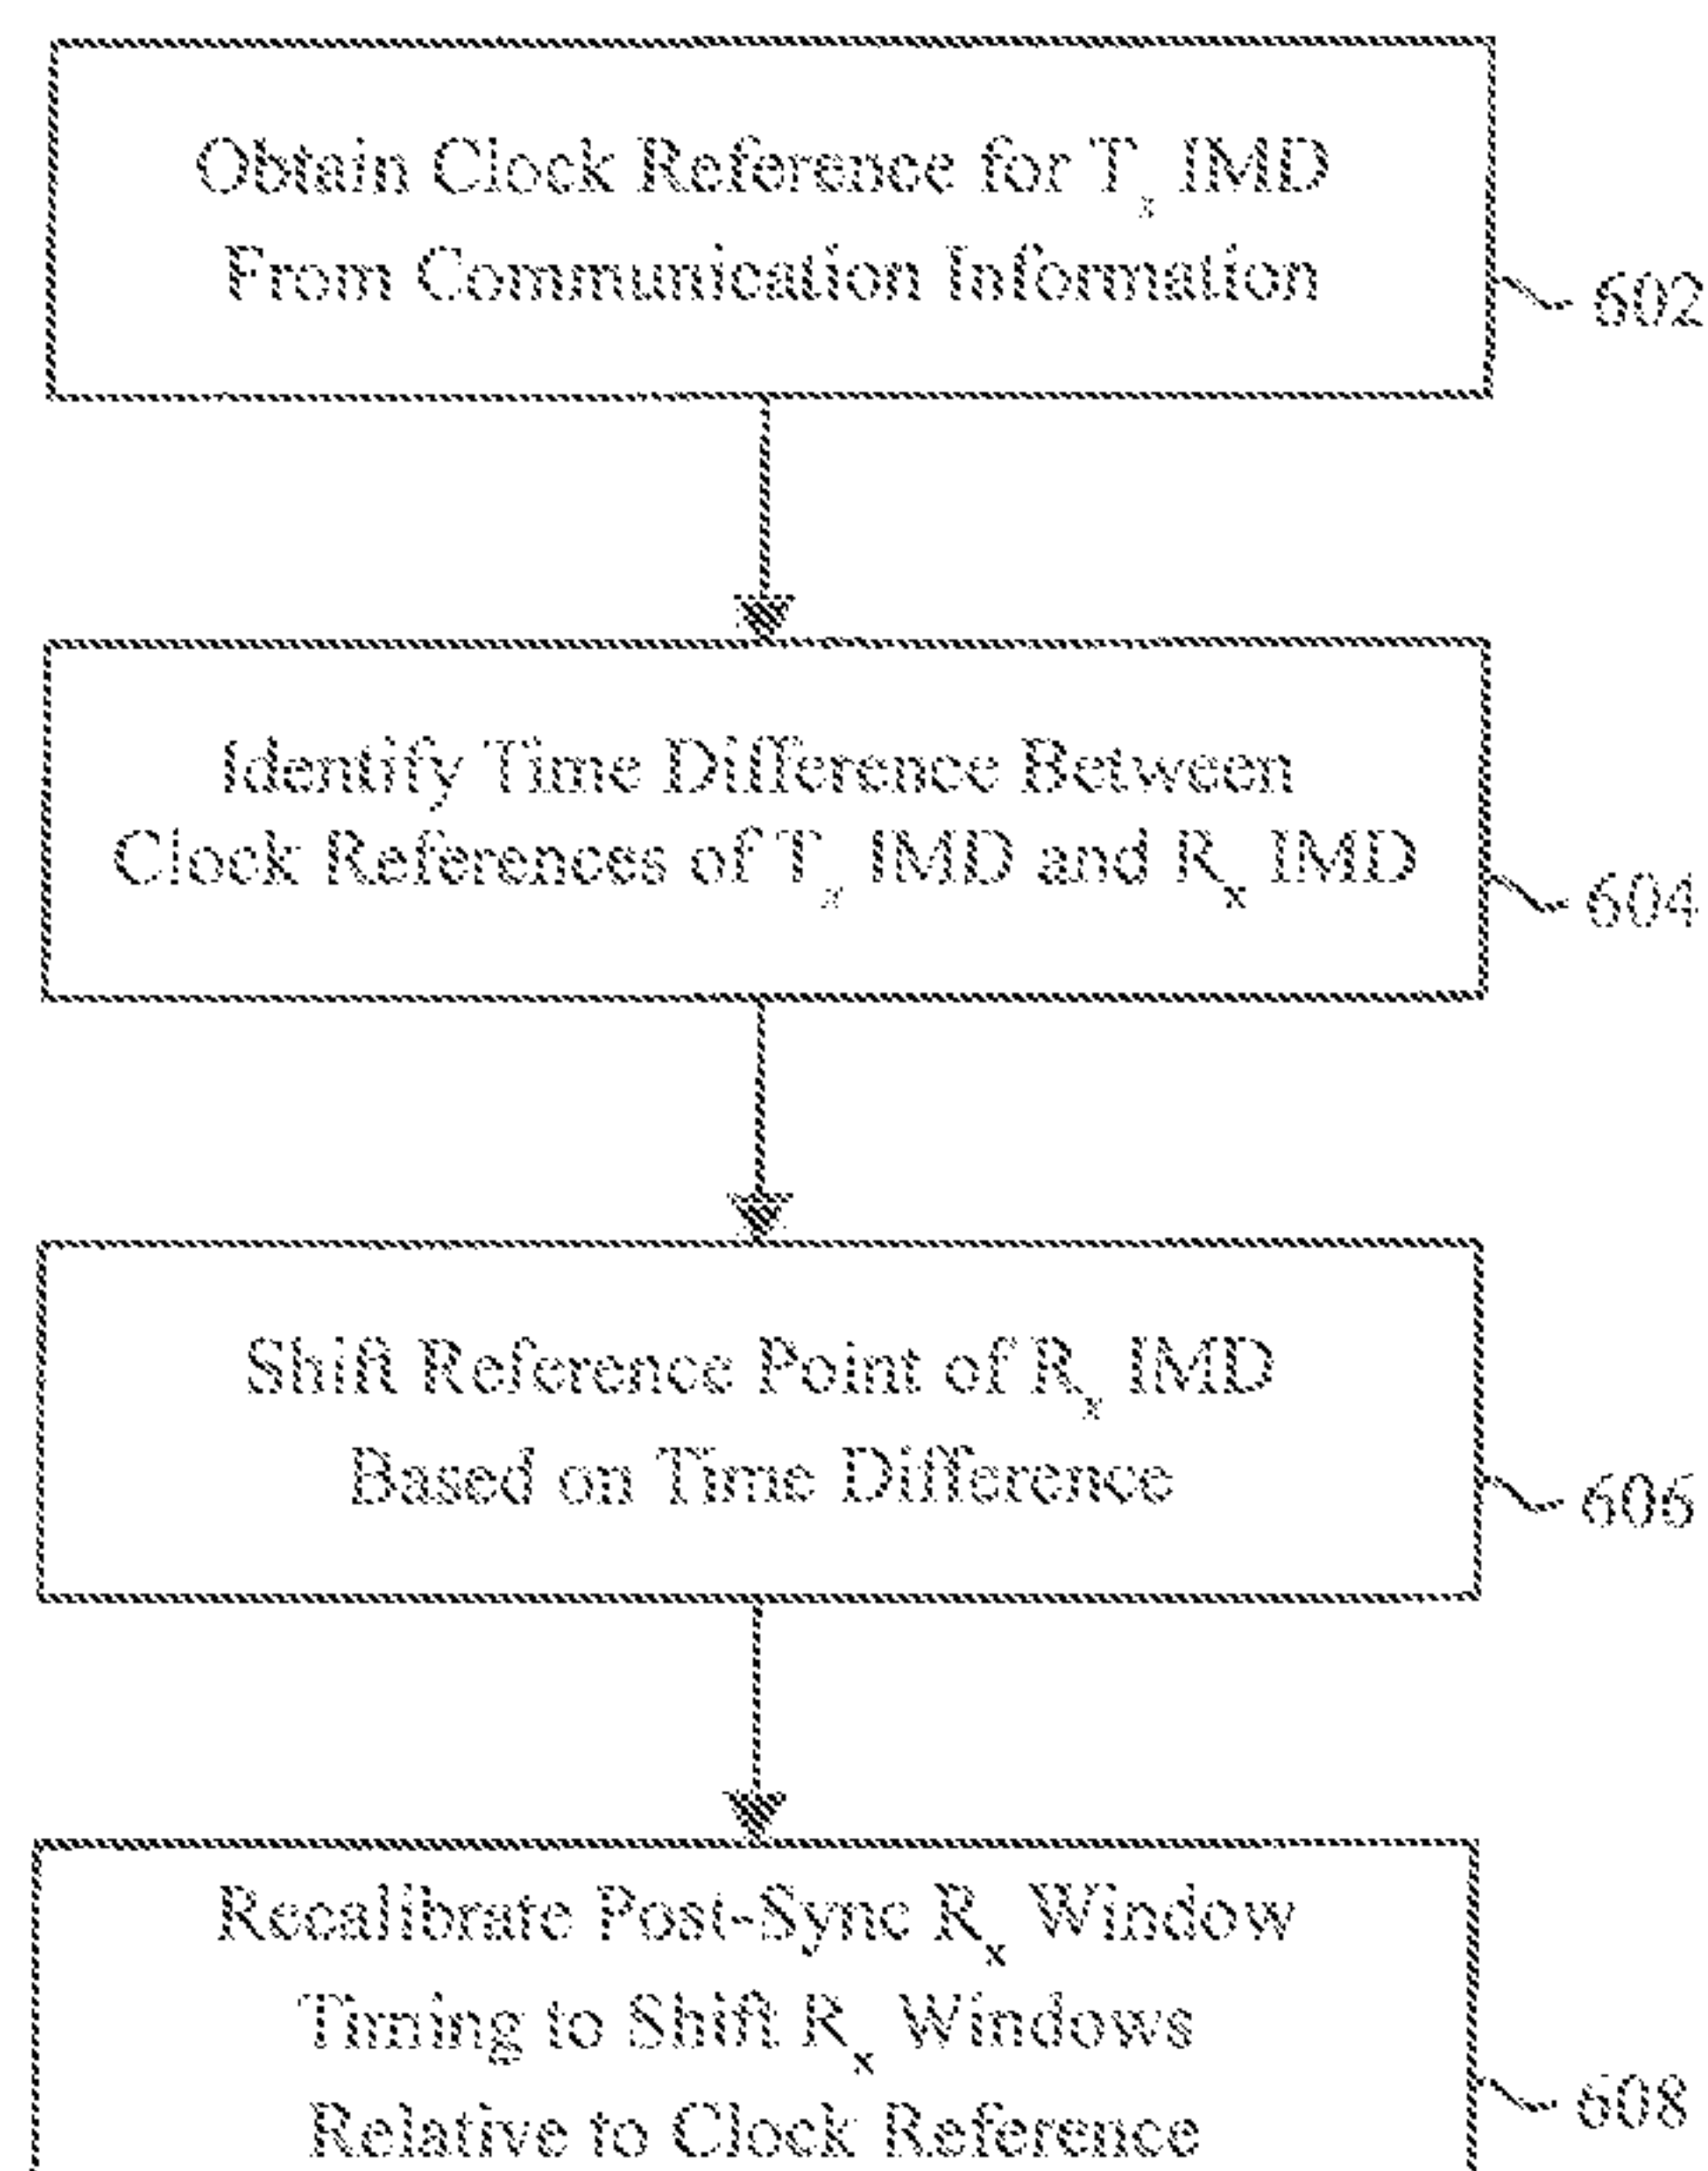 Obtain Clock Reference for Tx IMD
From Communication Information
602
Identify Time Difference Between
Clock References of Tx IMD and Rx IMD
604
Shift Reference Point of Rx IMD
Based on Time Difference
606
Recalibrate Post-Sync Rx Window
Timing to Shift Rx Windows
Relative to Clock Reference
608